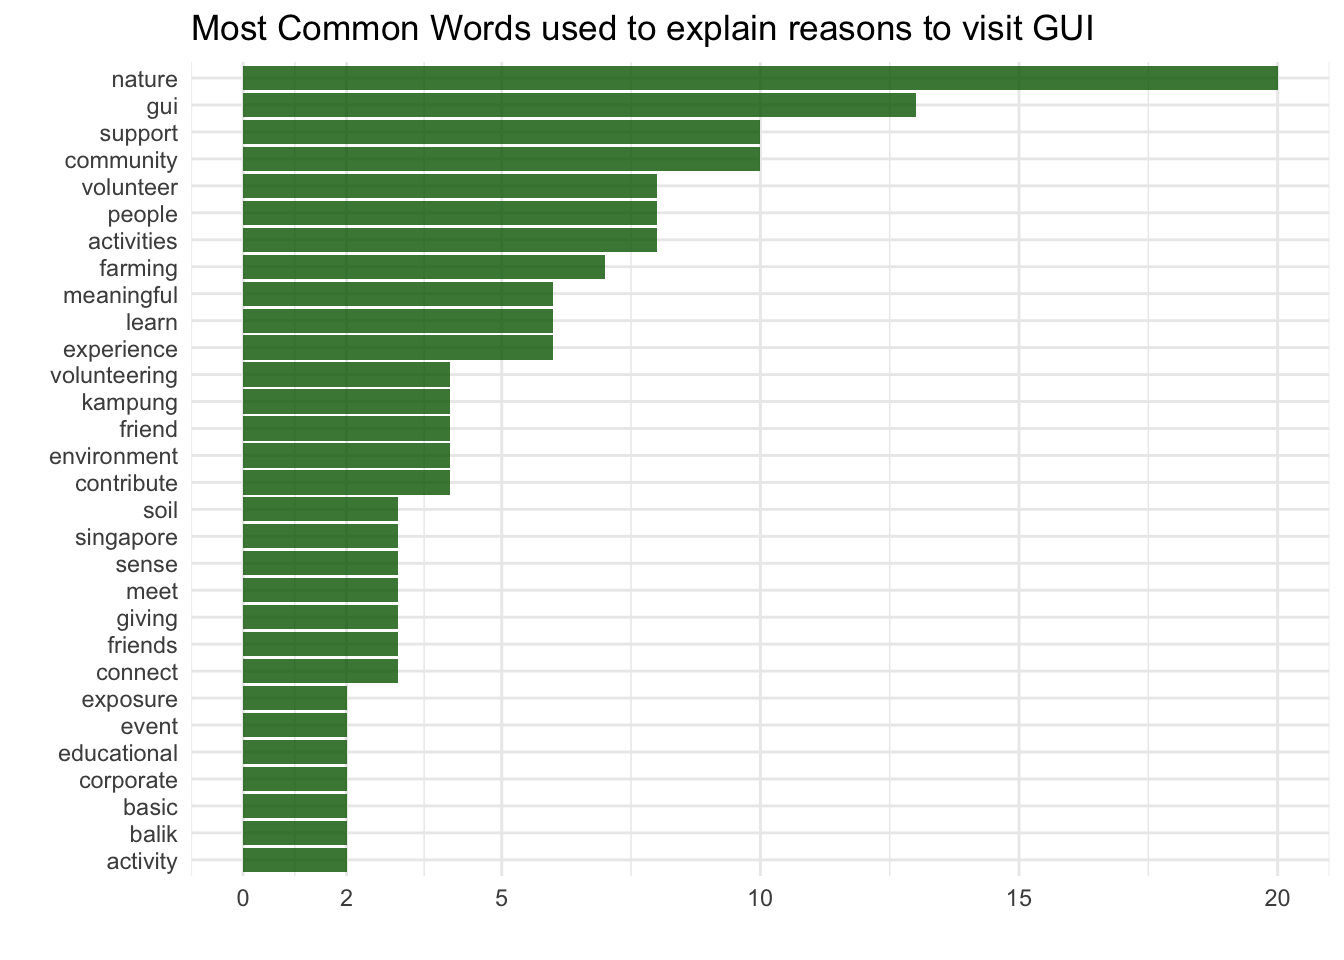 Most Common Words used to explain reasons to visit GUI
nature
gui
support
community
volunteer
people
activities
farming
meaningful
learn
experience
volunteering
kampung
friend
environment
contribute
soil
singapore
sense
meet
giving
friends
connect
exposure
event
educational
corporate
basic
balik
activity
0 2 5 10 15 20